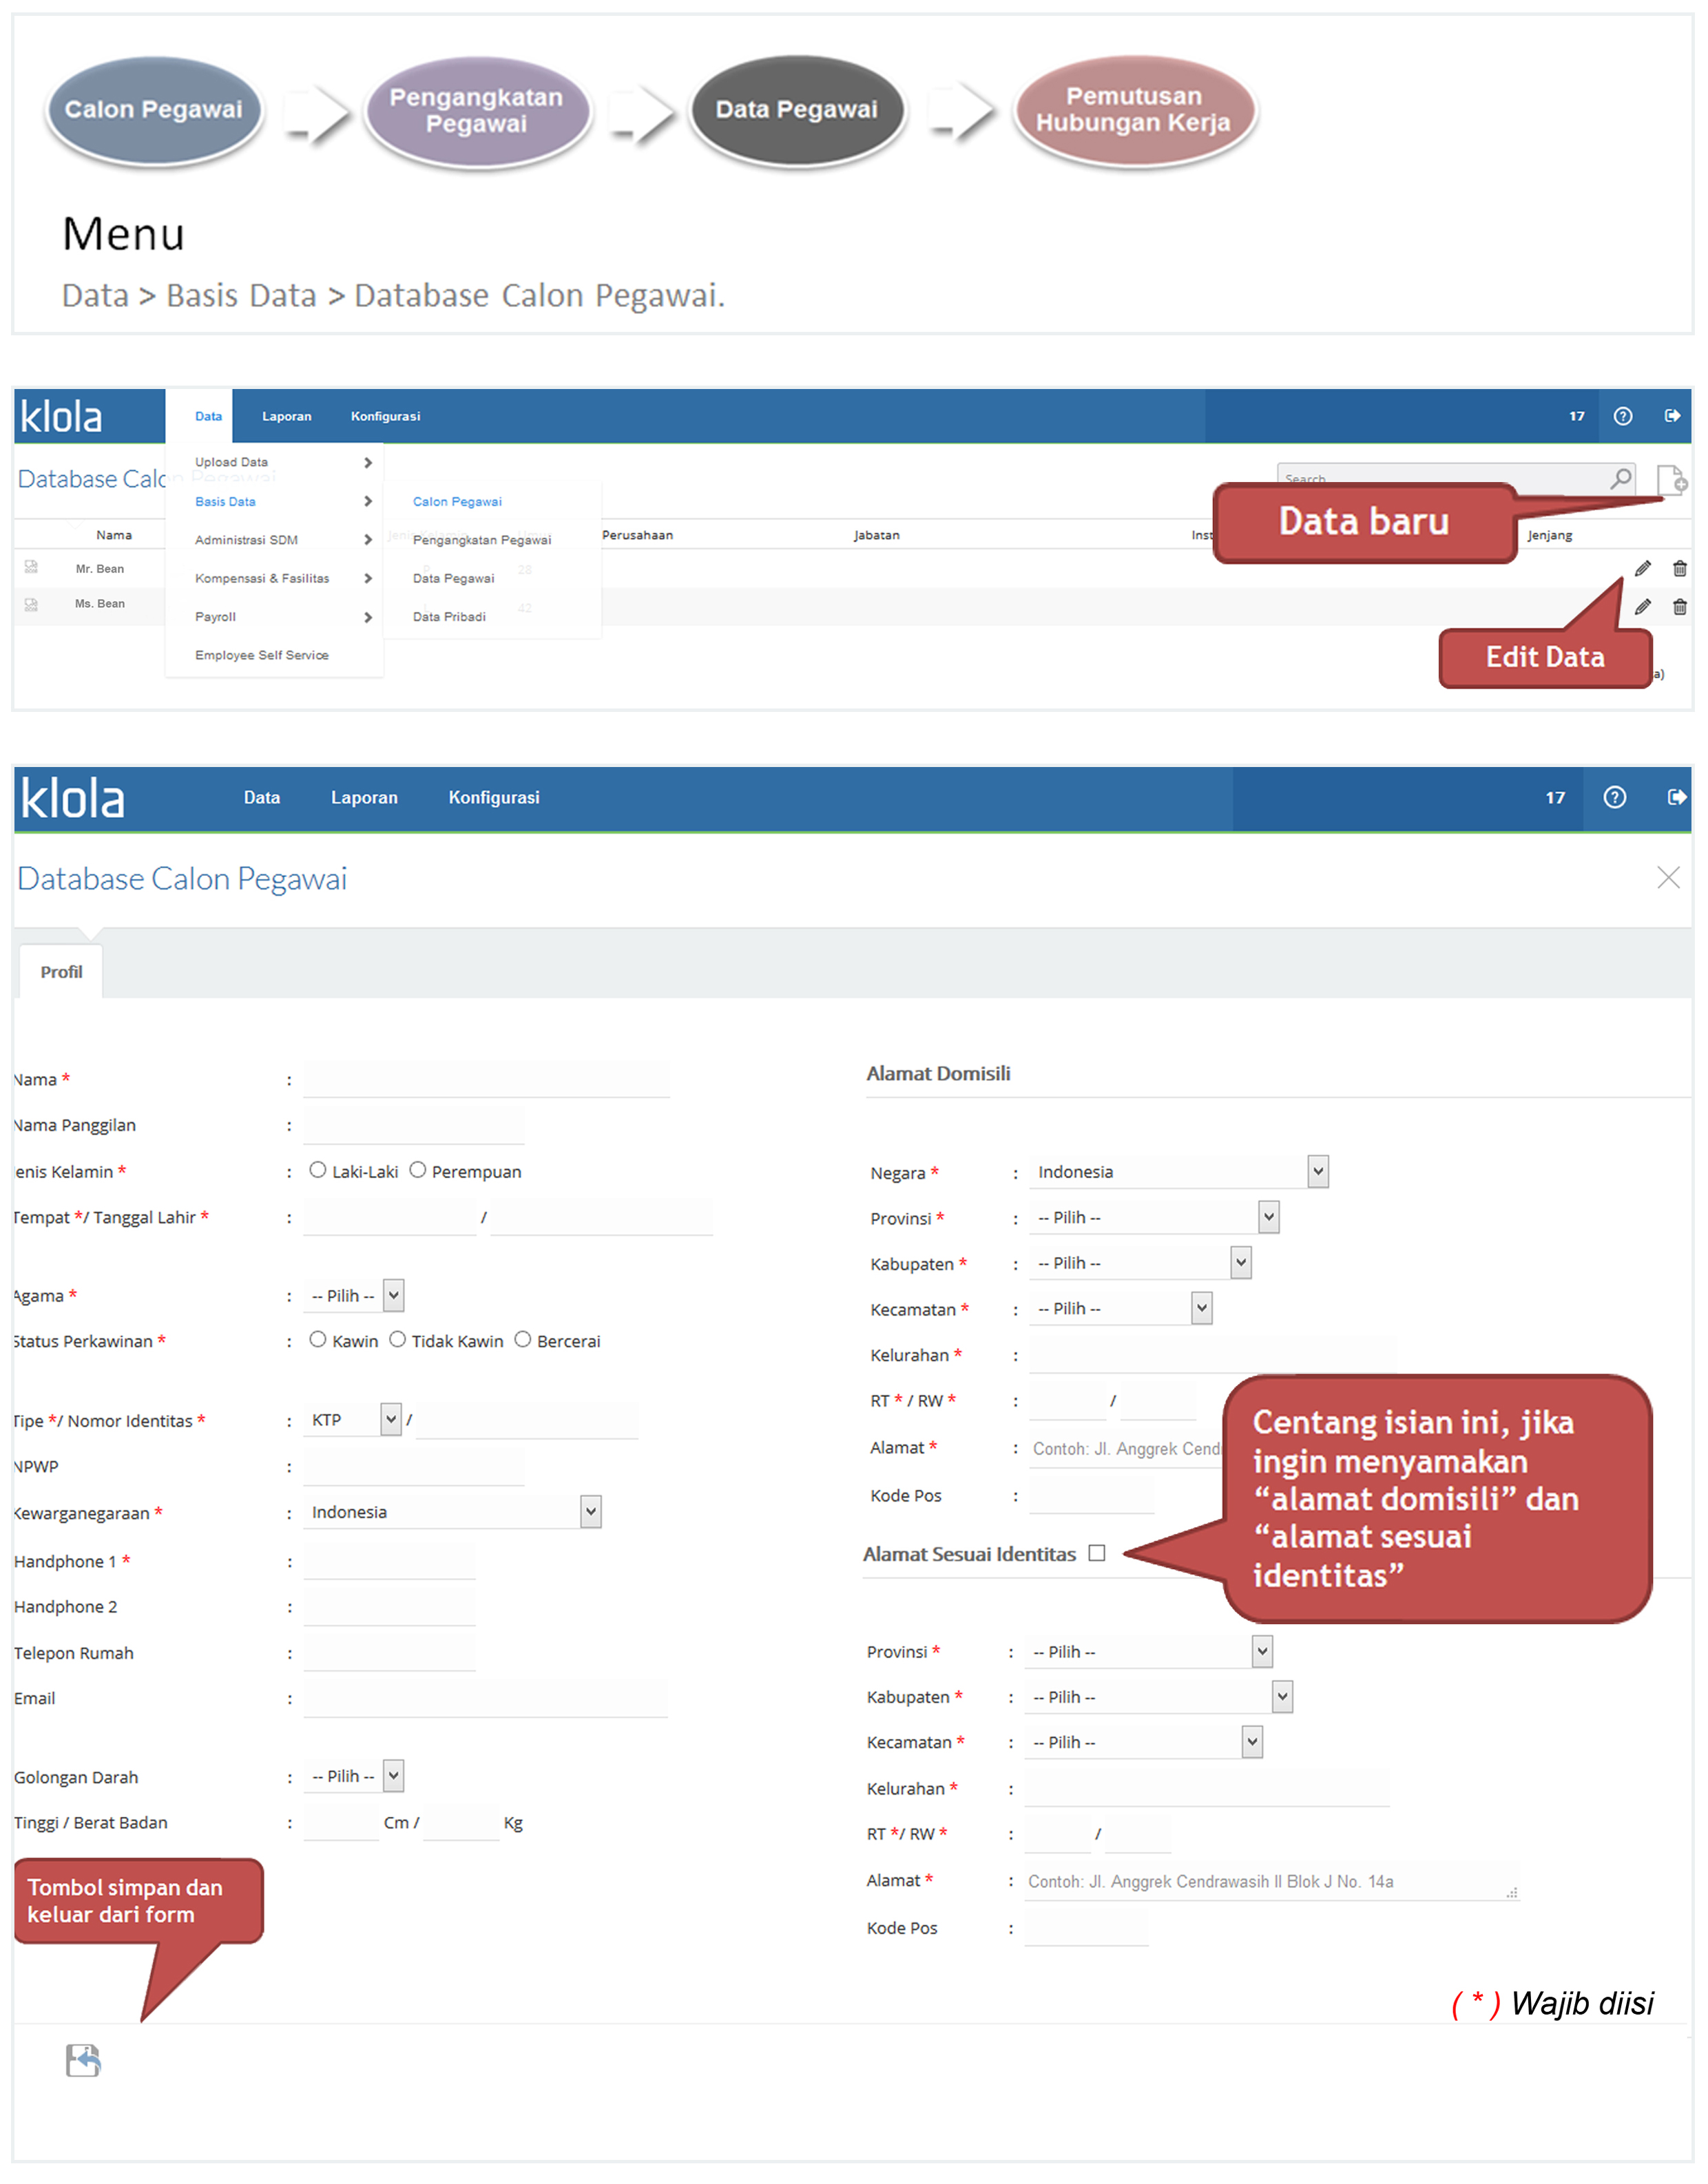 Calon Pegawai
Pengangkatan
Pegawai
Data Pegawai
Pemutusan
Hubungan Kerja
Menu
Data > Basis Data > Database Calon Pegawai.
klola Data Laporan Konfigurasi 17
Database Calon Pegawai
Search
Upload Data
Basis Data
Administrasi SDM
Kompensasi & Fasilitas
Payroll
Employee Self Service
Calon Pegawai
Pengangkatan Pegawai
Data Pegawai
Data Pribadi
Nama Perusahaan Jabatan Jenjang
Mr. Bean 28
Ms. Bean 42
Data baru
Edit Data
klola Data Laporan Konfigurasi 17
Database Calon Pegawai
Profil
Nama * :
Nama Panggilan :
Jenis Kelamin * : Laki-Laki Perempuan
Tempat */ Tanggal Lahir * : /
Agama * : -- Pilih --
Status Perkawinan * : Kawin Tidak Kawin Bercerai
Tipe */ Nomor Identitas * : KTP /
NPWP :
Kewarganegaraan * : Indonesia
Handphone 1 * :
Handphone 2 :
Telepon Rumah :
Email :
Golongan Darah : -- Pilih --
Tinggi / Berat Badan : Cm / Kg
Tombol simpan dan
keluar dari form
Alamat Domisili
Negara * : Indonesia
Provinsi * : -- Pilih --
Kabupaten * : -- Pilih --
Kecamatan * : -- Pilih --
Kelurahan * :
RT * / RW * : /
Alamat * : Contoh: Jl. Anggrek Cend
Kode Pos :
Centang isian ini, jika
ingin menyamakan
“alamat domisili” dan
“alamat sesuai
identitas”
Alamat Sesuai Identitas
Provinsi * : -- Pilih --
Kabupaten * : -- Pilih --
Kecamatan * : -- Pilih --
Kelurahan * :
RT */ RW * : /
Alamat * : Contoh: Jl. Anggrek Cendrawasih II Blok J No. 14a
Kode Pos :
( * ) Wajib diisi